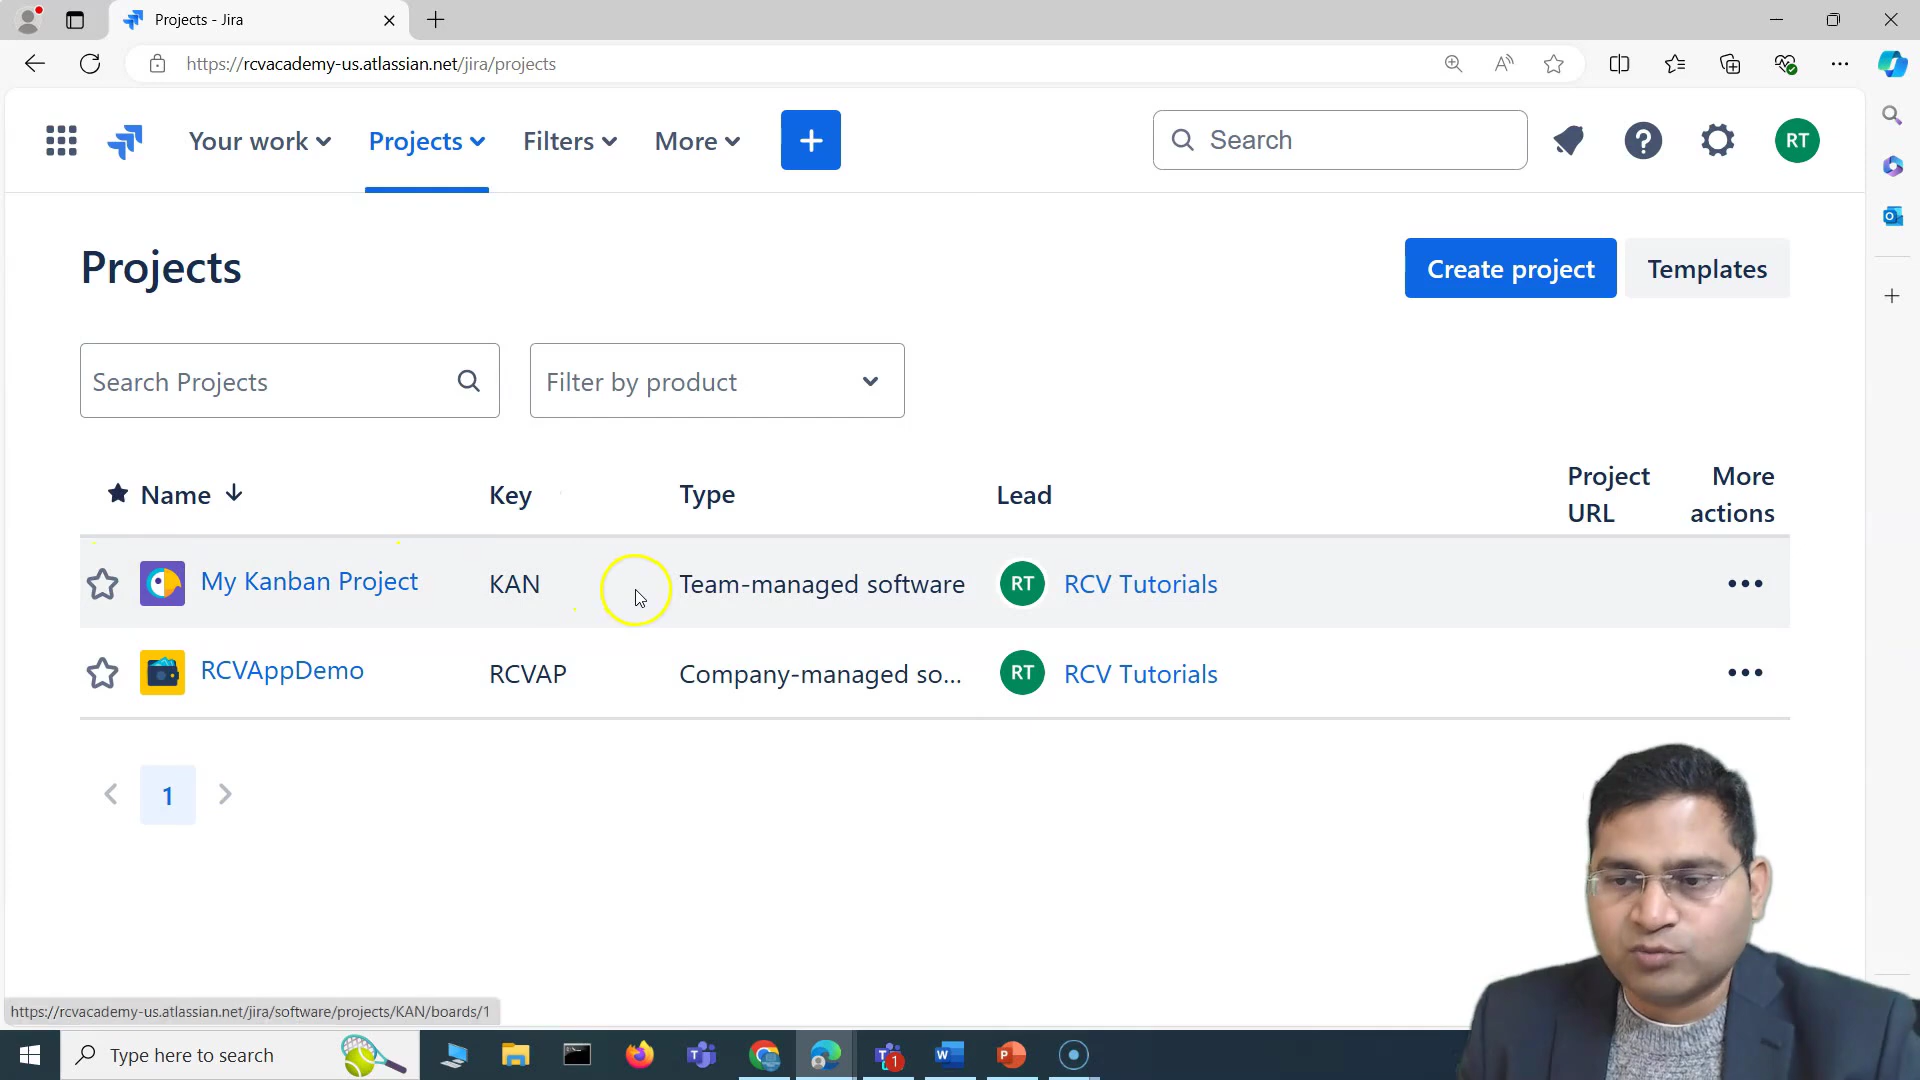 Projects - Jira
https://rcvacademy-us.atlassian.net/jira/projects
Your work Projects Filters More + Search ? RT
Projects
Create project Templates
Search Projects Filter by product
Name Key Type Lead Project URL More actions
My Kanban Project KAN Team-managed software RT RCV Tutorials
RCVAppDemo RCVAP Company-managed so... RT RCV Tutorials
1
https://rcvacademy-us.atlassian.net/jira/software/projects/KAN/boards/1
Type here to search